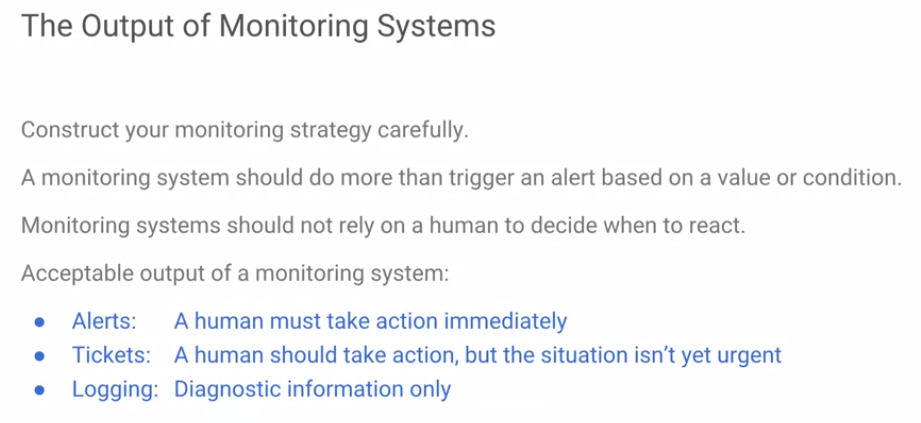 The Output of Monitoring Systems
Construct your monitoring strategy carefully.
A monitoring system should do more than trigger an alert based on a value or condition.
Monitoring systems should not rely on a human to decide when to react.
Acceptable output of a monitoring system:
● Alerts: A human must take action immediately
● Tickets: A human should take action, but the situation isn’t yet urgent
● Logging: Diagnostic information only